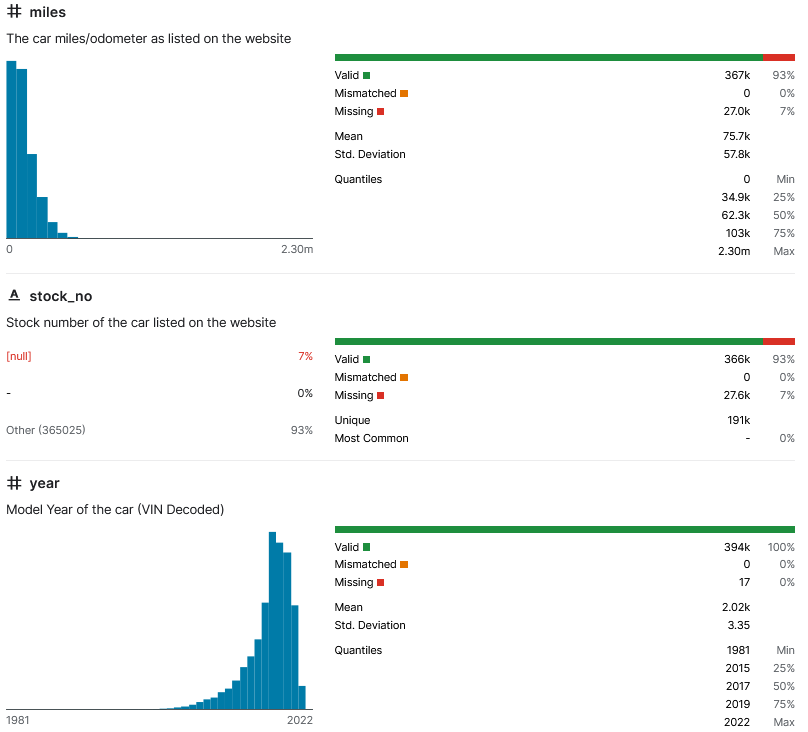 miles
The car miles/odometer as listed on the website
0 2.30m
Valid 367k 93%
Mismatched 0 0%
Missing 27.0k 7%
Mean 75.7k
Std. Deviation 57.8k
Quantiles 0 Min
34.9k 25%
62.3k 50%
103k 75%
2.30m Max
A stock_no
Stock number of the car listed on the website
[null] 7%
- 0%
Other (365025) 93%
Valid 366k 93%
Mismatched 0 0%
Missing 27.6k 7%
Unique 191k
Most Common - 0%
year
Model Year of the car (VIN Decoded)
1981 2022
Valid 394k 100%
Mismatched 0 0%
Missing 17 0%
Mean 2.02k
Std. Deviation 3.35
Quantiles 1981 Min
2015 25%
2017 50%
2019 75%
2022 Max